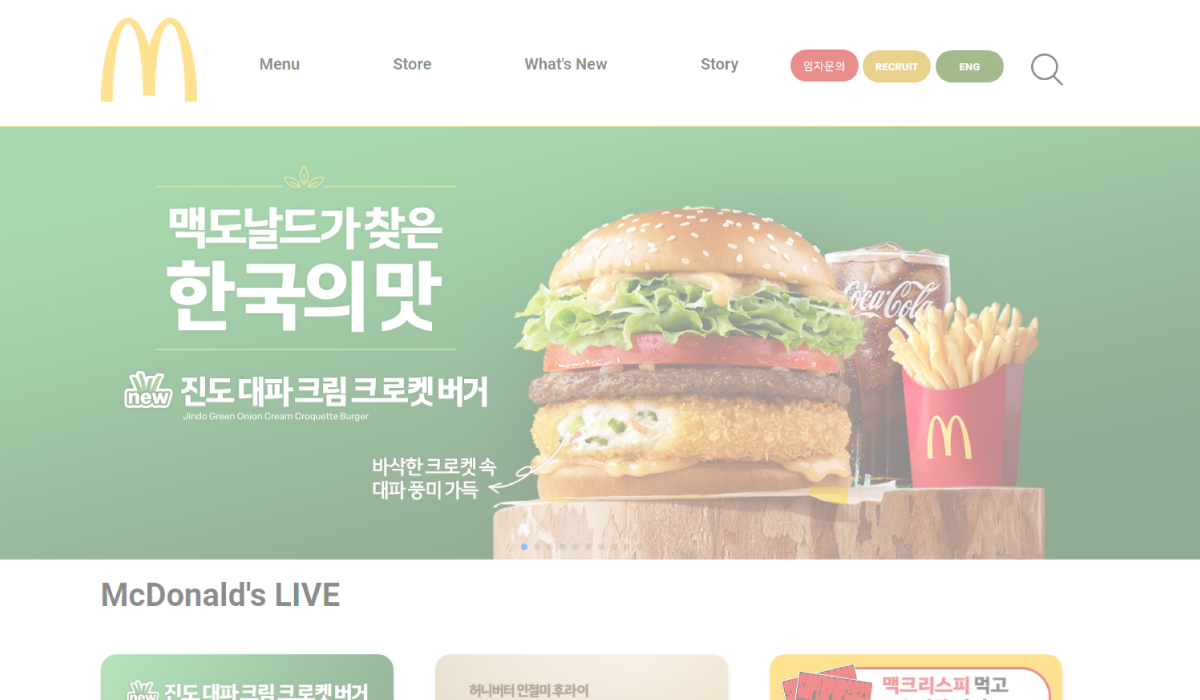 Menu
Store
What's New
Story
임차문의
RECRUIT
ENG
맥도날드가 찾은
한국의 맛
new 진도 대파 크림 크로켓 버거
Jindo Green Onion Cream Croquette Burger
바삭한 크로켓 속
대파 풍미 가득
Coca-Cola
McDonald's LIVE
new 진도 대파 크림 크로켓 버거
허니버터 인절미 후라이
맥크리스피 먹고